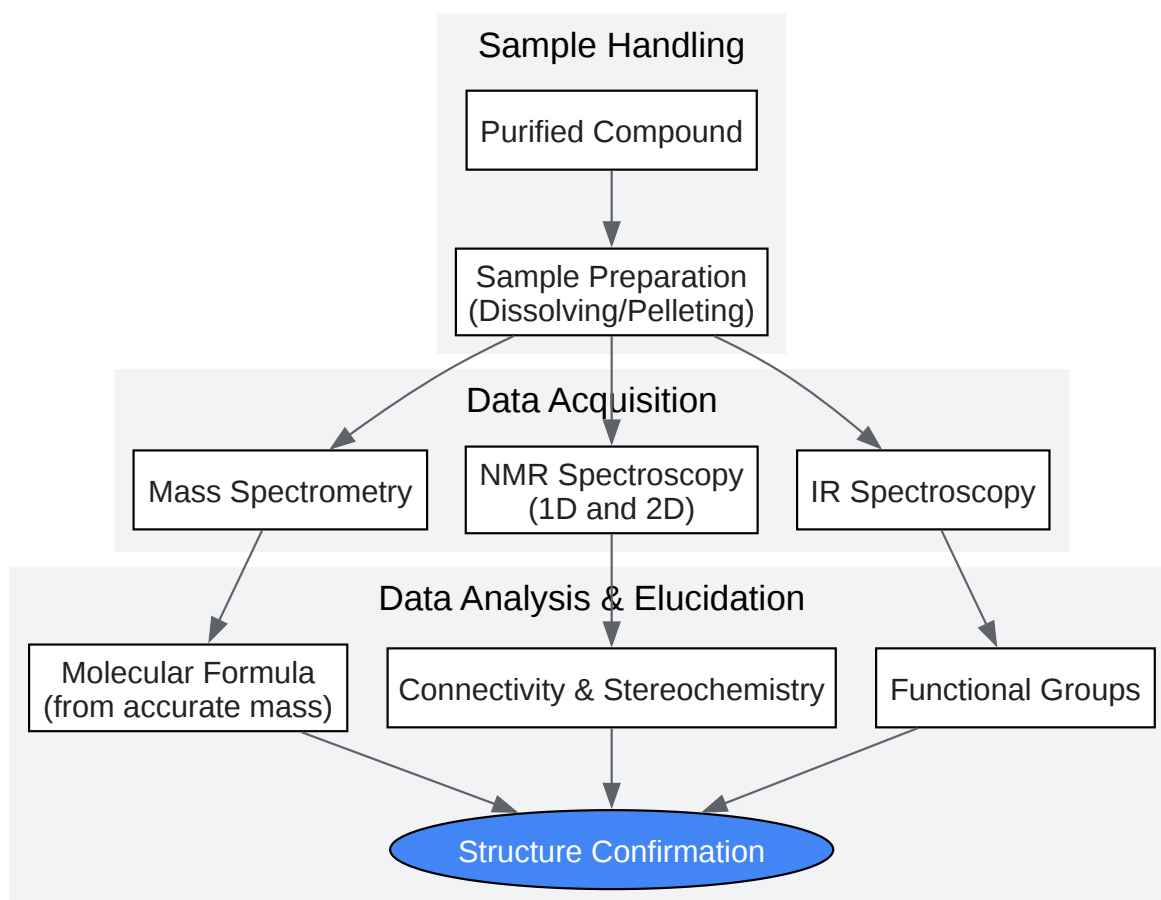 Sample Handling
Purified Compound
Sample Preparation
(Dissolving/Pelleting)
Data Acquisition
Mass Spectrometry
NMR Spectroscopy
(1D and 2D)
IR Spectroscopy
Data Analysis & Elucidation
Molecular Formula
(from accurate mass)
Connectivity & Stereochemistry
Functional Groups
Structure Confirmation